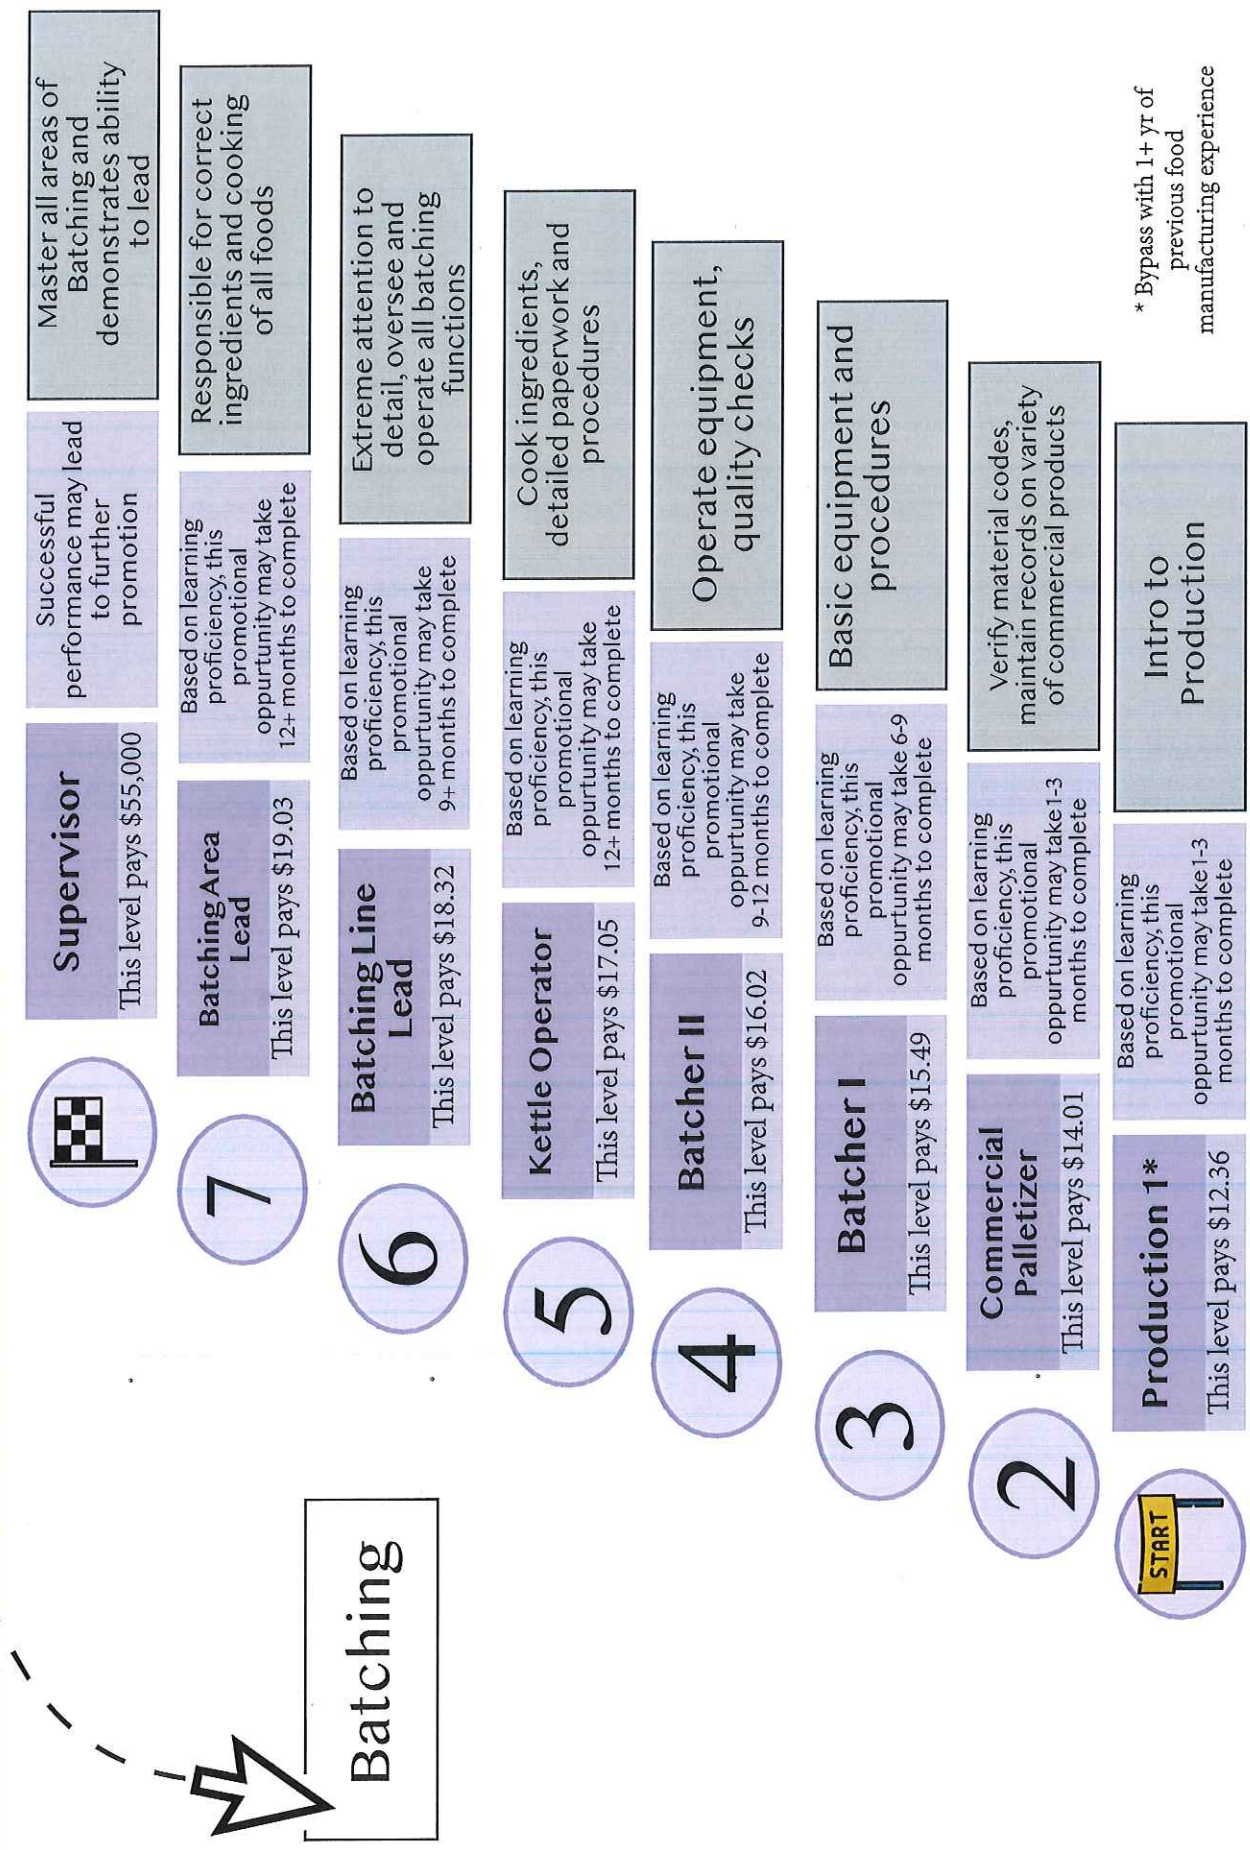 Batching
Supervisor
This level pays $55,000
Successful
performance may lead
to further
promotion
Master all areas of
Batching and
demonstrates ability
to lead
7
Batching Area
Lead
This level pays $19.03
Based on learning
proficiency, this
promotional
oppurtunity may take
12+ months to complete
Responsible for correct
ingredients and cooking
of all foods
6
Batching Line
Lead
This level pays $18.32
Based on learning
proficiency, this
promotional
oppurtunity may take
9+ months to complete
Extreme attention to
detail, oversee and
operate all batching
functions
5
Kettle Operator
This level pays $17.05
Based on learning
proficiency, this
promotional
oppurtunity may take
12+ months to complete
Cook ingredients,
detailed paperwork and
procedures
4
Batcher II
This level pays $16.02
Based on learning
proficiency, this
promotional
oppurtunity may take
9-12 months to complete
Operate equipment,
quality checks
3
Batcher I
This level pays $15.49
Based on learning
proficiency, this
promotional
oppurtunity may take 6-9
months to complete
Basic equipment and
procedures
2
Commercial
Palletizer
This level pays $14.01
Based on learning
proficiency, this
promotional
oppurtunity may take 1-3
months to complete
Verify material codes,
maintain records on variety
of commercial products
START
Production 1*
This level pays $12.36
Based on learning
proficiency, this
promotional
oppurtunity may take 1-3
months to complete
Intro to
Production
* Bypass with 1+ yr of
previous food
manufacturing experience